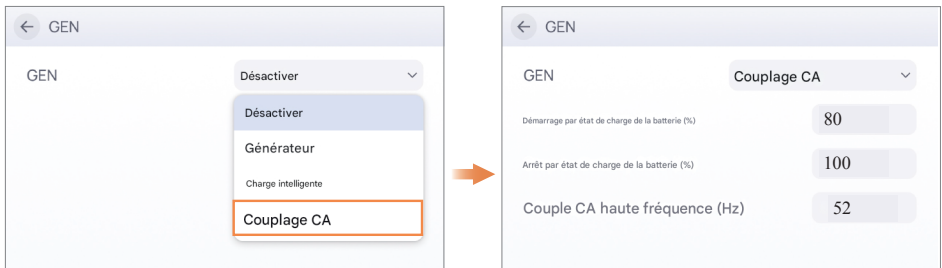 GEN
GEN Désactiver
Désactiver
Générateur
Charge intelligente
Couplage CA
GEN
GEN Couplage CA
Démarrage par état de charge de la batterie (%) 80
Arrêt par état de charge de la batterie (%) 100
Couple CA haute fréquence (Hz) 52